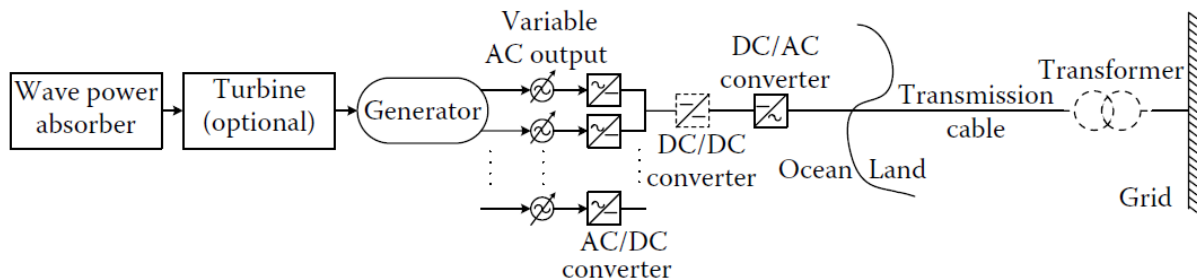 Wave power
absorber
Turbine
(optional)
Generator
Variable
AC output
AC/DC
converter
DC/DC
converter
DC/AC
converter
Ocean
Land
Transmission
cable
Transformer
Grid